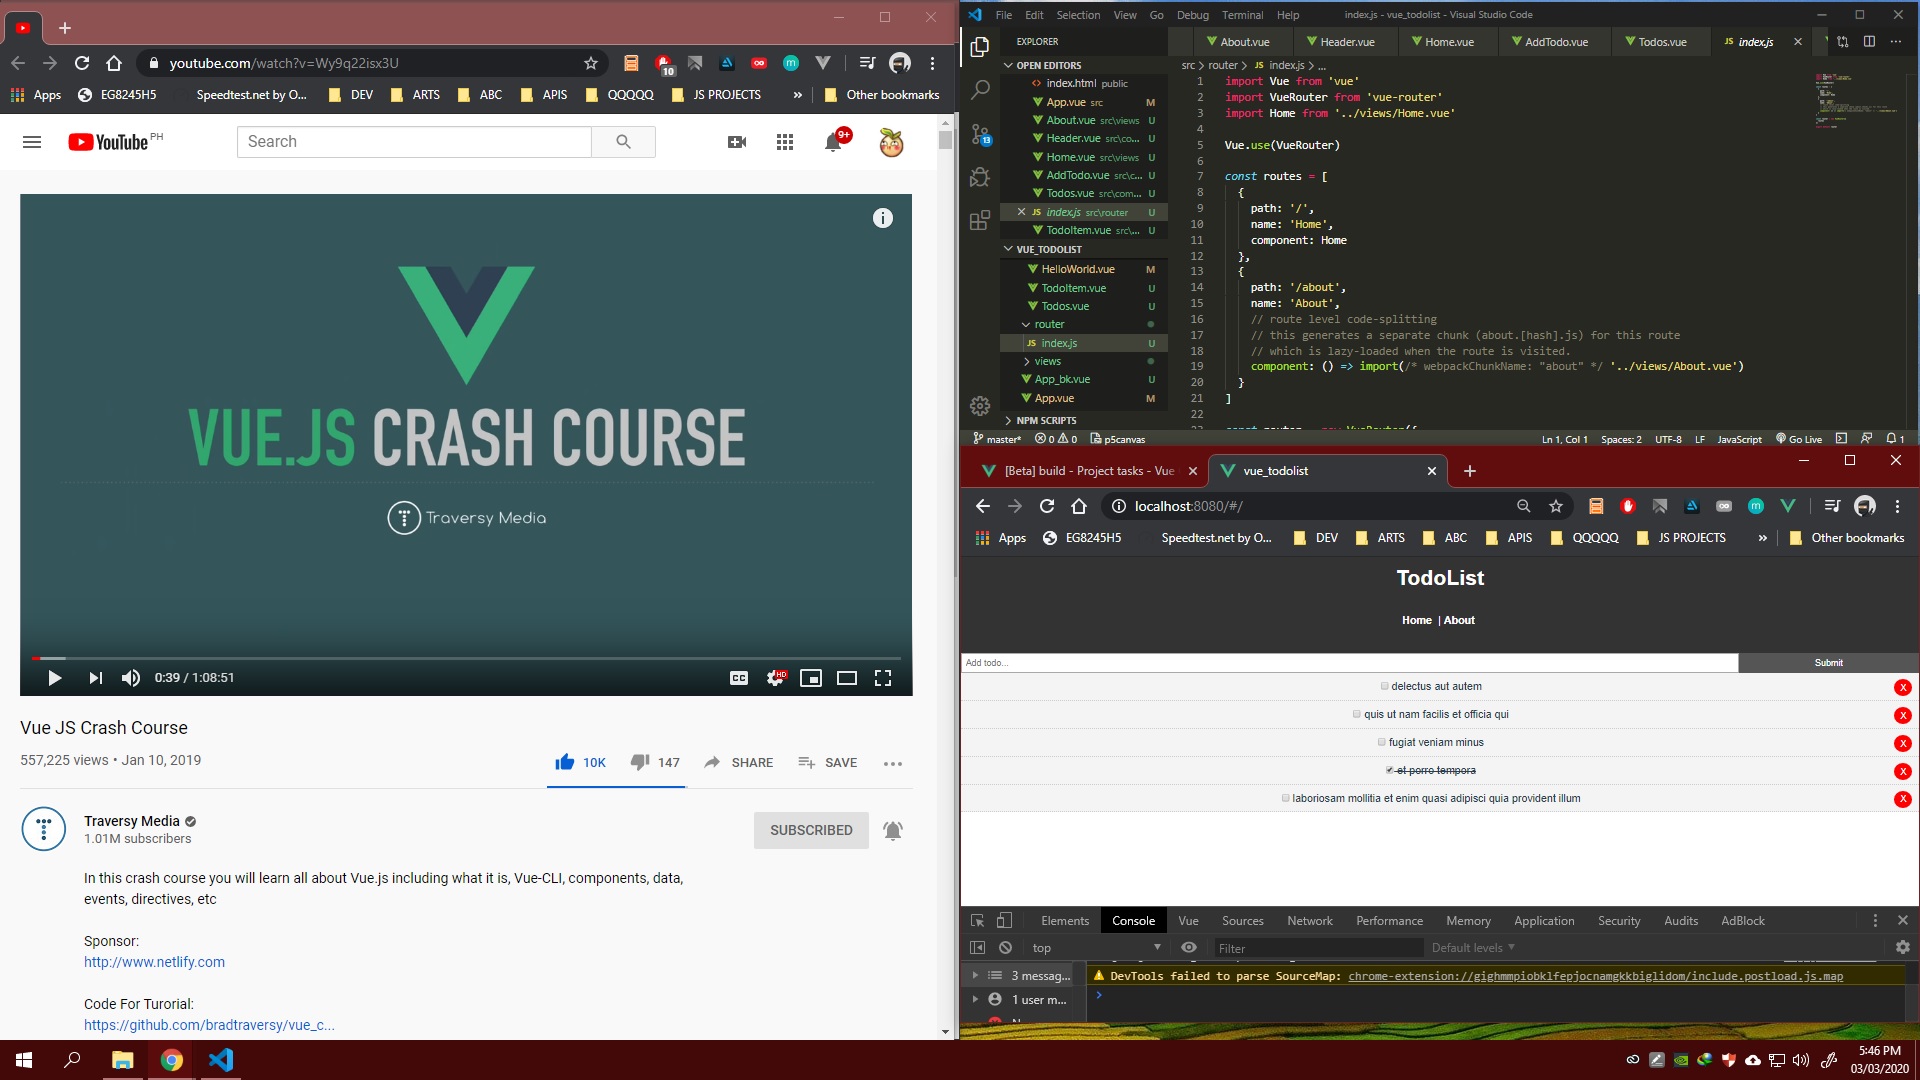 youtube.com/watch?v=Wy9q22isx3U
10
Apps EG8245H5 Speedtest.net by O... DEV ARTS ABC APIS QQQQQ JS PROJECTS » Other bookmarks
YouTube PH
Search
9+
VUE.JS CRASH COURSE
Traversy Media
0:39 / 1:08:51
CC
HD
Vue JS Crash Course
557,225 views • Jan 10, 2019
10K 147 SHARE SAVE
Traversy Media
1.01M subscribers
SUBSCRIBED
In this crash course you will learn all about Vue.js including what it is, Vue-CLI, components, data,
events, directives, etc
Sponsor:
http://www.netlify.com
Code For Turorial:
https://github.com/bradtraversy/vue_c...
File Edit Selection View Go Debug Terminal Help index.js - vue_todolist - Visual Studio Code
EXPLORER
About.vue Header.vue Home.vue AddTodo.vue Todos.vue JS index.js
13
OPEN EDITORS
index.html public
App.vue src M
About.vue src\views U
Header.vue src\co... U
Home.vue src\views U
AddTodo.vue src\c... U
Todos.vue src\com... U
JS index.js src\router U
TodoItem.vue src\... U
VUE_TODOLIST
HelloWorld.vue M
TodoItem.vue U
Todos.vue U
router
JS index.js U
views
App_bk.vue U
App.vue M
NPM SCRIPTS
src > router > JS index.js > ...
1 import Vue from 'vue'
2 import VueRouter from 'vue-router'
3 import Home from '../views/Home.vue'
4
5 Vue.use(VueRouter)
6
7 const routes = [
8 {
9 path: '/',
10 name: 'Home',
11 component: Home
12 },
13 {
14 path: '/about',
15 name: 'About',
16 // route level code-splitting
17 // this generates a separate chunk (about.[hash].js) for this route
18 // which is lazy-loaded when the route is visited.
19 component: () => import(/* webpackChunkName: "about" */ '../views/About.vue')
20 }
21 ]
22
master* 0 0 p5canvas Ln 1, Col 1 Spaces: 2 UTF-8 LF JavaScript Go Live 1
[Beta] build - Project tasks - Vue vue_todolist
localhost:8080/#/
Apps EG8245H5 Speedtest.net by O... DEV ARTS ABC APIS QQQQQ JS PROJECTS » Other bookmarks
TodoList
Home | About
Add todo... Submit
delectus aut autem X
quis ut nam facilis et officia qui X
fugiat veniam minus X
et porro tempora X
laboriosam mollitia et enim quasi adipisci quia provident illum X
Elements Console Vue Sources Network Performance Memory Application Security Audits AdBlock
top Filter Default levels
3 messag...
1 user m...
DevTools failed to parse SourceMap: chrome-extension://gighmmpiobklfepjocnamgkkbiglidom/include.postload.js.map
5:46 PM
03/03/2020